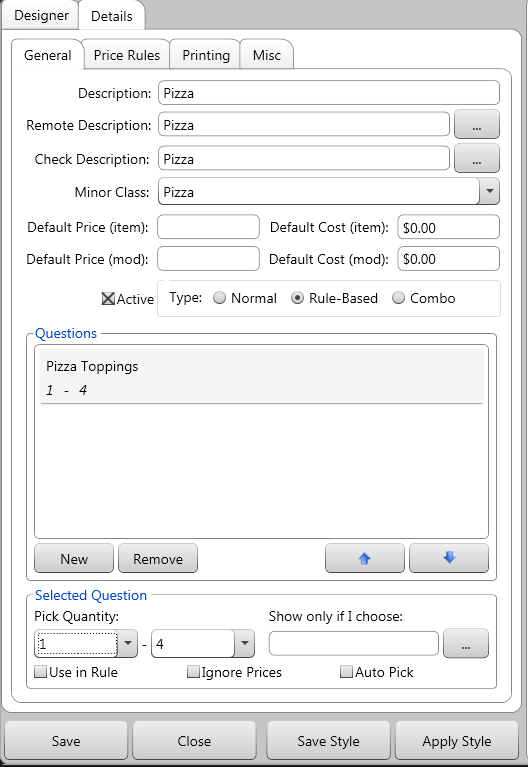 Designer Details
General Price Rules Printing Misc
Description: Pizza
Remote Description: Pizza ...
Check Description: Pizza ...
Minor Class: Pizza
Default Price (item): Default Cost (item): $0.00
Default Price (mod): Default Cost (mod): $0.00
Active Type: Normal Rule-Based Combo
Questions
Pizza Toppings
1 - 4
New Remove
Selected Question
Pick Quantity: Show only if I choose:
1 - 4 ...
Use in Rule Ignore Prices Auto Pick
Save Close Save Style Apply Style